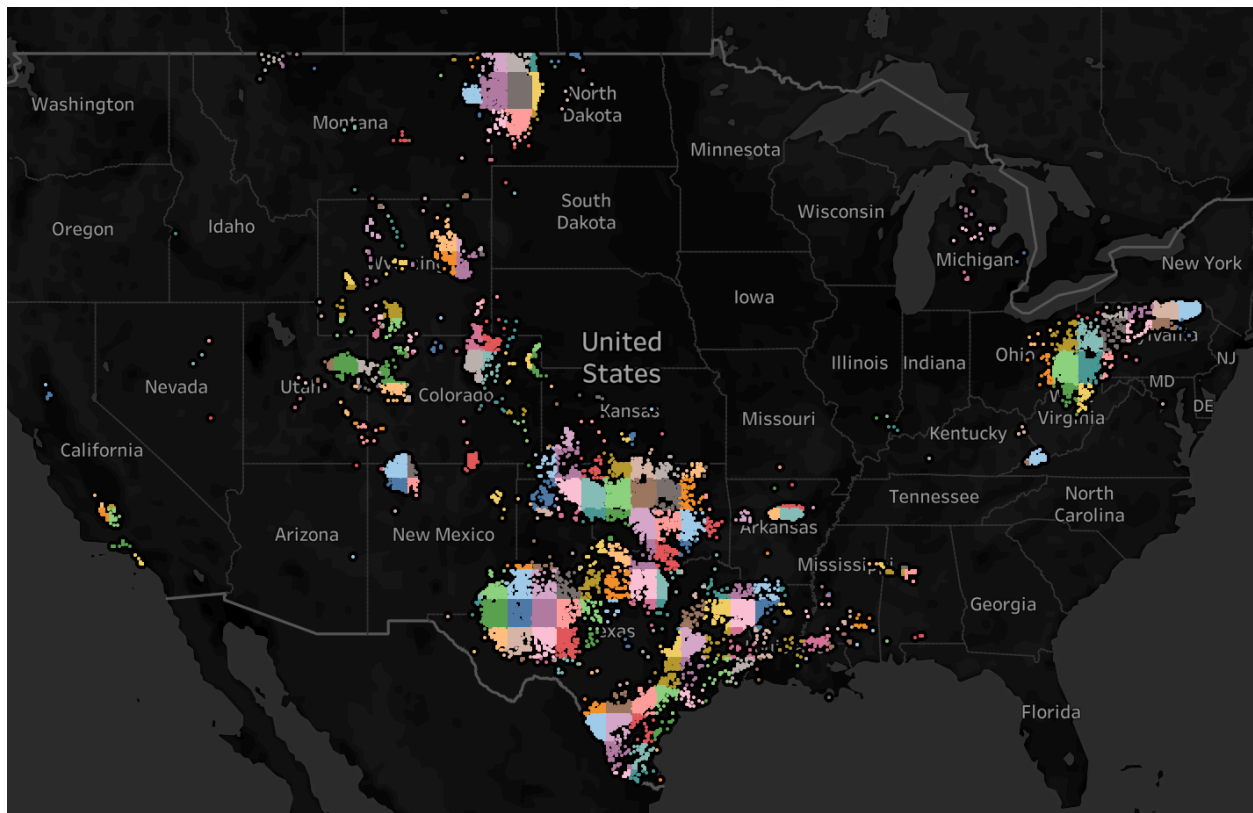 Washington
Montana
North
Dakota
Minnesota
Oregon
Idaho
South
Dakota
Wisconsin
Michigan
New York
Iowa
United
States
Nevada
Utah
Colorado
Kansas
Illinois
Indiana
Ohio
NJ
MD
DE
Virginia
Missouri
Kentucky
California
Arizona
New Mexico
Arkansas
Tennessee
North
Carolina
Mississippi
Georgia
Florida